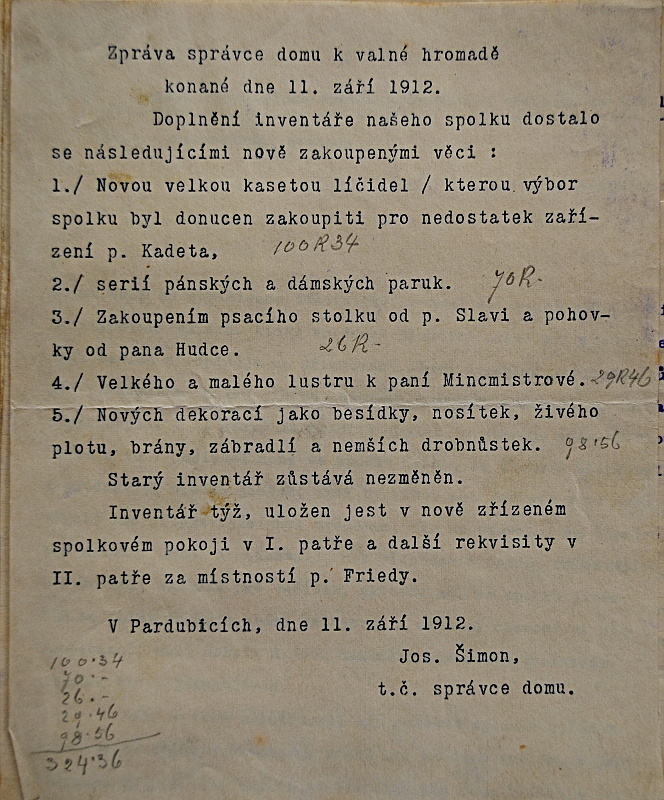 Zpráva správce domu k valné hromadě
konané dne 11. září 1912.
Doplnění inventáře našeho spolku dostalo
se následujícími nově zakoupenými věci :
1./ Novou velkou kasetou líčidel / kterou výbor
spolku byl donucen zakoupiti pro nedostatek zaří-
zení p. Kadeta, 100R34
2./ serií pánských a dámských paruk. 70R-
3./ Zakoupením psacího stolku od p. Slavi a pohov-
ky od pana Hudce. 26R-
4./ Velkého a malého lustru k paní Mincmistrové. 29R46
5./ Nových dekorací jako besídky, nosítek, živého
plotu, brány, zábradlí a nemších drobnůstek. 98·56
Starý inventář zůstává nezměněn.
Inventář týž, uložen jest v nově zřízeném
spolkovém pokoji v I. patře a další rekvisity v
II. patře za místností p. Friedy.
V Pardubicích, dne 11. září 1912.
Jos. Šimon,
t.č. správce domu.
100·34
70·-
26.-
29·46
98·56
324·36